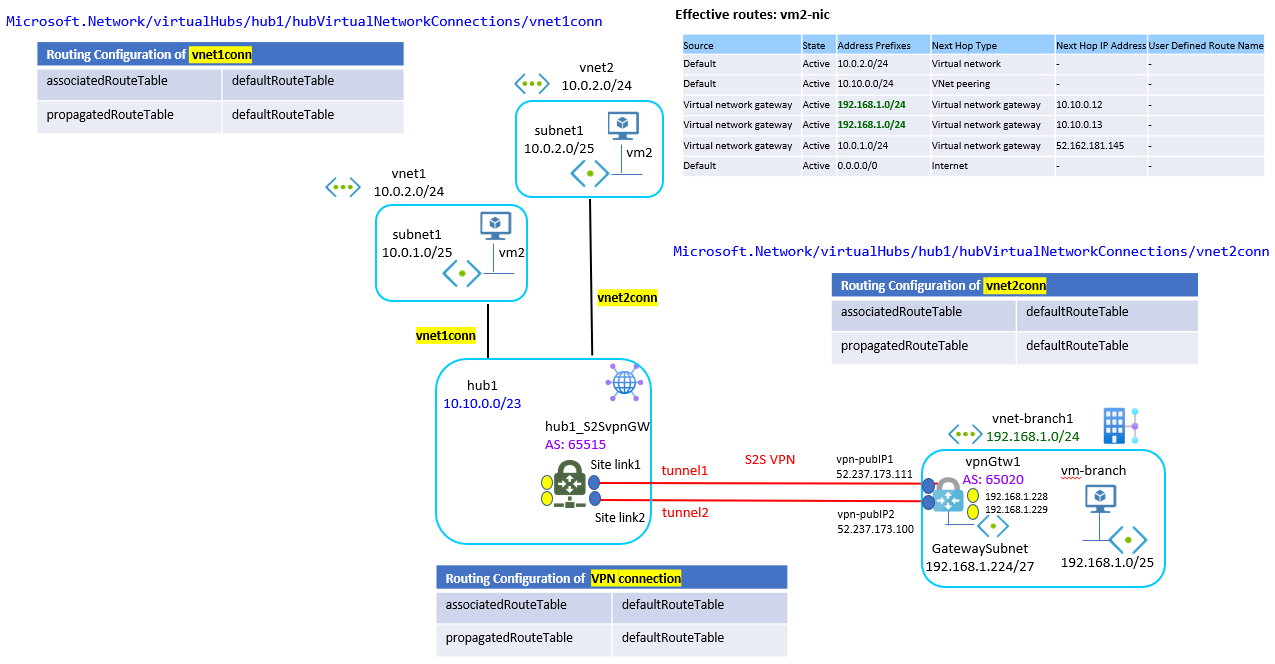 Microsoft.Network/virtualHubs/hub1/hubVirtualNetworkConnections/vnet1conn
Routing Configuration of vnet1conn
associatedRouteTable defaultRouteTable
propagatedRouteTable defaultRouteTable
Effective routes: vm2-nic
Source State Address Prefixes Next Hop Type Next Hop IP Address User Defined Route Name
Default Active 10.0.2.0/24 Virtual network - -
Default Active 10.10.0.0/24 VNet peering - -
Virtual network gateway Active 192.168.1.0/24 Virtual network gateway 10.10.0.12 -
Virtual network gateway Active 192.168.1.0/24 Virtual network gateway 10.10.0.13 -
Virtual network gateway Active 10.0.1.0/24 Virtual network gateway 52.162.181.145 -
Default Active 0.0.0.0/0 Internet - -
vnet2
10.0.2.0/24
subnet1
10.0.2.0/25
vm2
vnet1
10.0.2.0/24
subnet1
10.0.1.0/25
vm2
Microsoft.Network/virtualHubs/hub1/hubVirtualNetworkConnections/vnet2conn
Routing Configuration of vnet2conn
associatedRouteTable defaultRouteTable
propagatedRouteTable defaultRouteTable
vnet2conn
vnet1conn
hub1
10.10.0.0/23
hub1_S2SvpnGW
AS: 65515
Site link1
Site link2
tunnel1
S2S VPN
tunnel2
vpn-pubIP1
52.237.173.111
vpn-pubIP2
52.237.173.100
vnet-branch1
192.168.1.0/24
vpnGtw1
AS: 65020
192.168.1.228
192.168.1.229
vm-branch
GatewaySubnet
192.168.1.224/27
192.168.1.0/25
Routing Configuration of VPN connection
associatedRouteTable defaultRouteTable
propagatedRouteTable defaultRouteTable